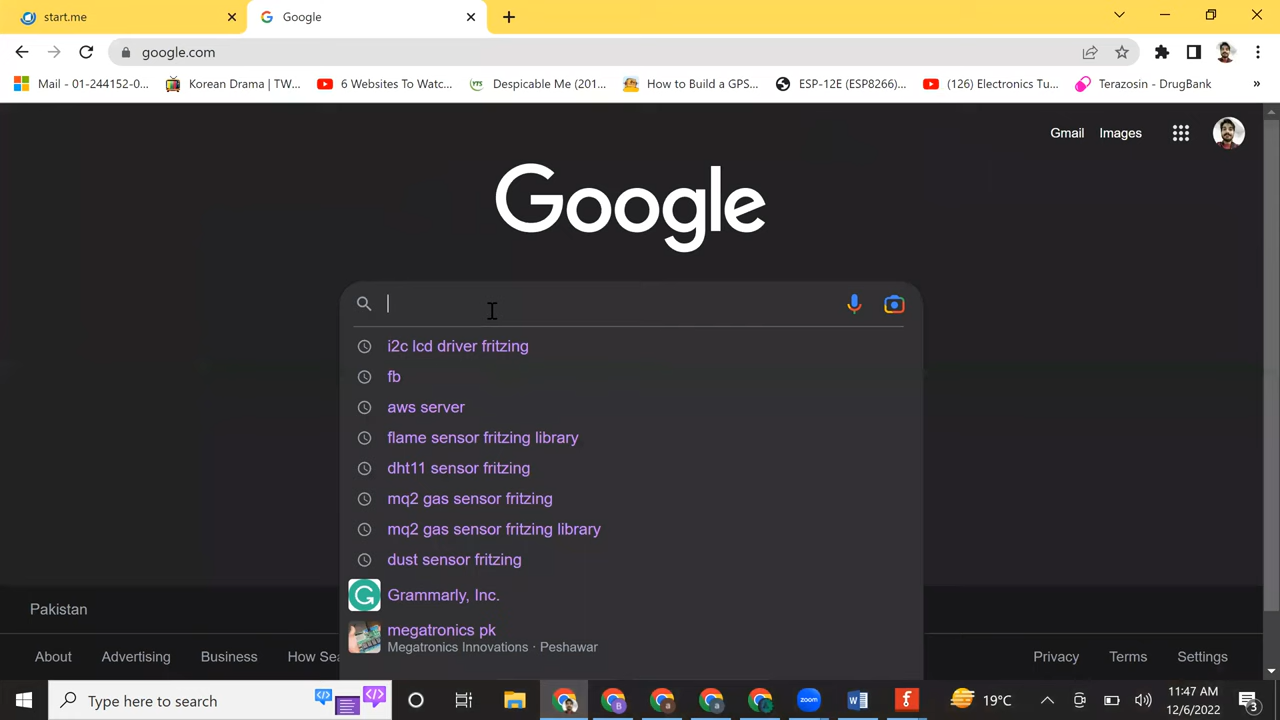 start.me
Google
google.com
Mail - 01-244152-0...
Korean Drama | TW...
6 Websites To Watc...
Despicable Me (201...
How to Build a GPS...
ESP-12E (ESP8266)...
(126) Electronics Tu...
Terazosin - DrugBank
»
Gmail
Images
Google
i2c lcd driver fritzing
fb
aws server
flame sensor fritzing library
dht11 sensor fritzing
mq2 gas sensor fritzing
mq2 gas sensor fritzing library
dust sensor fritzing
Grammarly, Inc.
megatronics pk
Megatronics Innovations · Peshawar
Pakistan
About
Advertising
Business
How Sea
Privacy
Terms
Settings
Type here to search
19°C
11:47 AM
12/6/2022
3